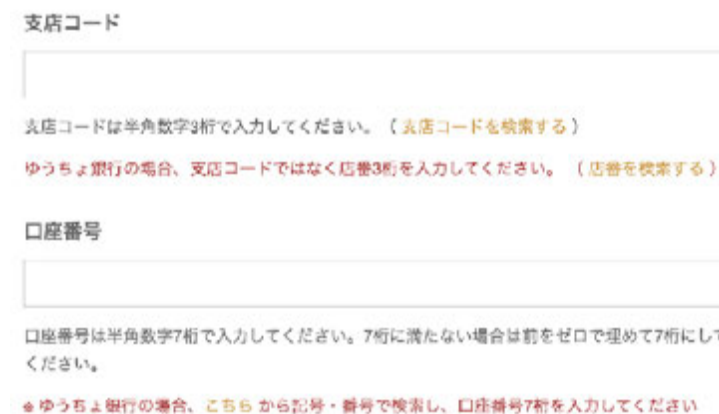 支店コード
支店コードは半角数字3桁で入力してください。（ 支店コードを検索する ）
ゆうちょ銀行の場合、支店コードではなく店番3桁を入力してください。 （ 店番を検索する ）
口座番号
口座番号は半角数字7桁で入力してください。7桁に満たない場合は前をゼロで埋めて7桁にして
ください。
※ ゆうちょ銀行の場合、こちら から記号・番号で検索し、口座番号7桁を入力してください